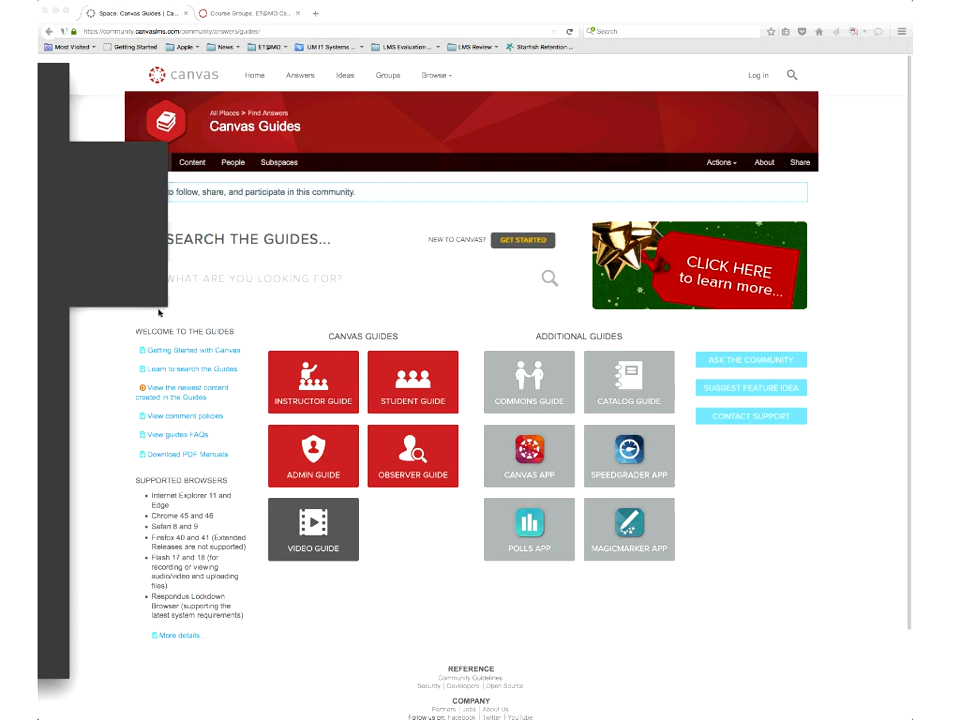 Space: Canvas Guides | Ca...
Course Groups: ET@MO Ca...
https://community.canvaslms.com/community/answers/guides/
Search
Most Visited
Getting Started
Apple
News
ET@MO
UM IT Systems ...
LMS Evaluation ...
LMS Review
Starfish Retention ...
canvas
Home
Answers
Ideas
Groups
Browse
Log in
All Places > Find Answers
Canvas Guides
Content
People
Subspaces
Actions
About
Share
to follow, share, and participate in this community.
SEARCH THE GUIDES...
NEW TO CANVAS?
GET STARTED
WHAT ARE YOU LOOKING FOR?
CLICK HERE
to learn more...
WELCOME TO THE GUIDES
Getting Started with Canvas
Learn to search the Guides
View the newest content
created in the Guides
View comment policies
View guides FAQs
Download PDF Manuals
SUPPORTED BROWSERS
Internet Explorer 11 and
Edge
Chrome 45 and 46
Safari 8 and 9
Firefox 40 and 41 (Extended
Releases are not supported)
Flash 17 and 18 (for
recording or viewing
audio/video and uploading
files)
Respondus Lockdown
Browser (supporting the
latest system requirements)
More details...
CANVAS GUIDES
INSTRUCTOR GUIDE
STUDENT GUIDE
ADMIN GUIDE
OBSERVER GUIDE
VIDEO GUIDE
ADDITIONAL GUIDES
COMMONS GUIDE
CATALOG GUIDE
CANVAS APP
SPEEDGRADER APP
POLLS APP
MAGICMARKER APP
ASK THE COMMUNITY
SUGGEST FEATURE IDEA
CONTACT SUPPORT
REFERENCE
Community Guidelines
Security | Developers | Open Source
COMPANY
Partners | Jobs | About Us
Follow us on: Facebook | Twitter | YouTube